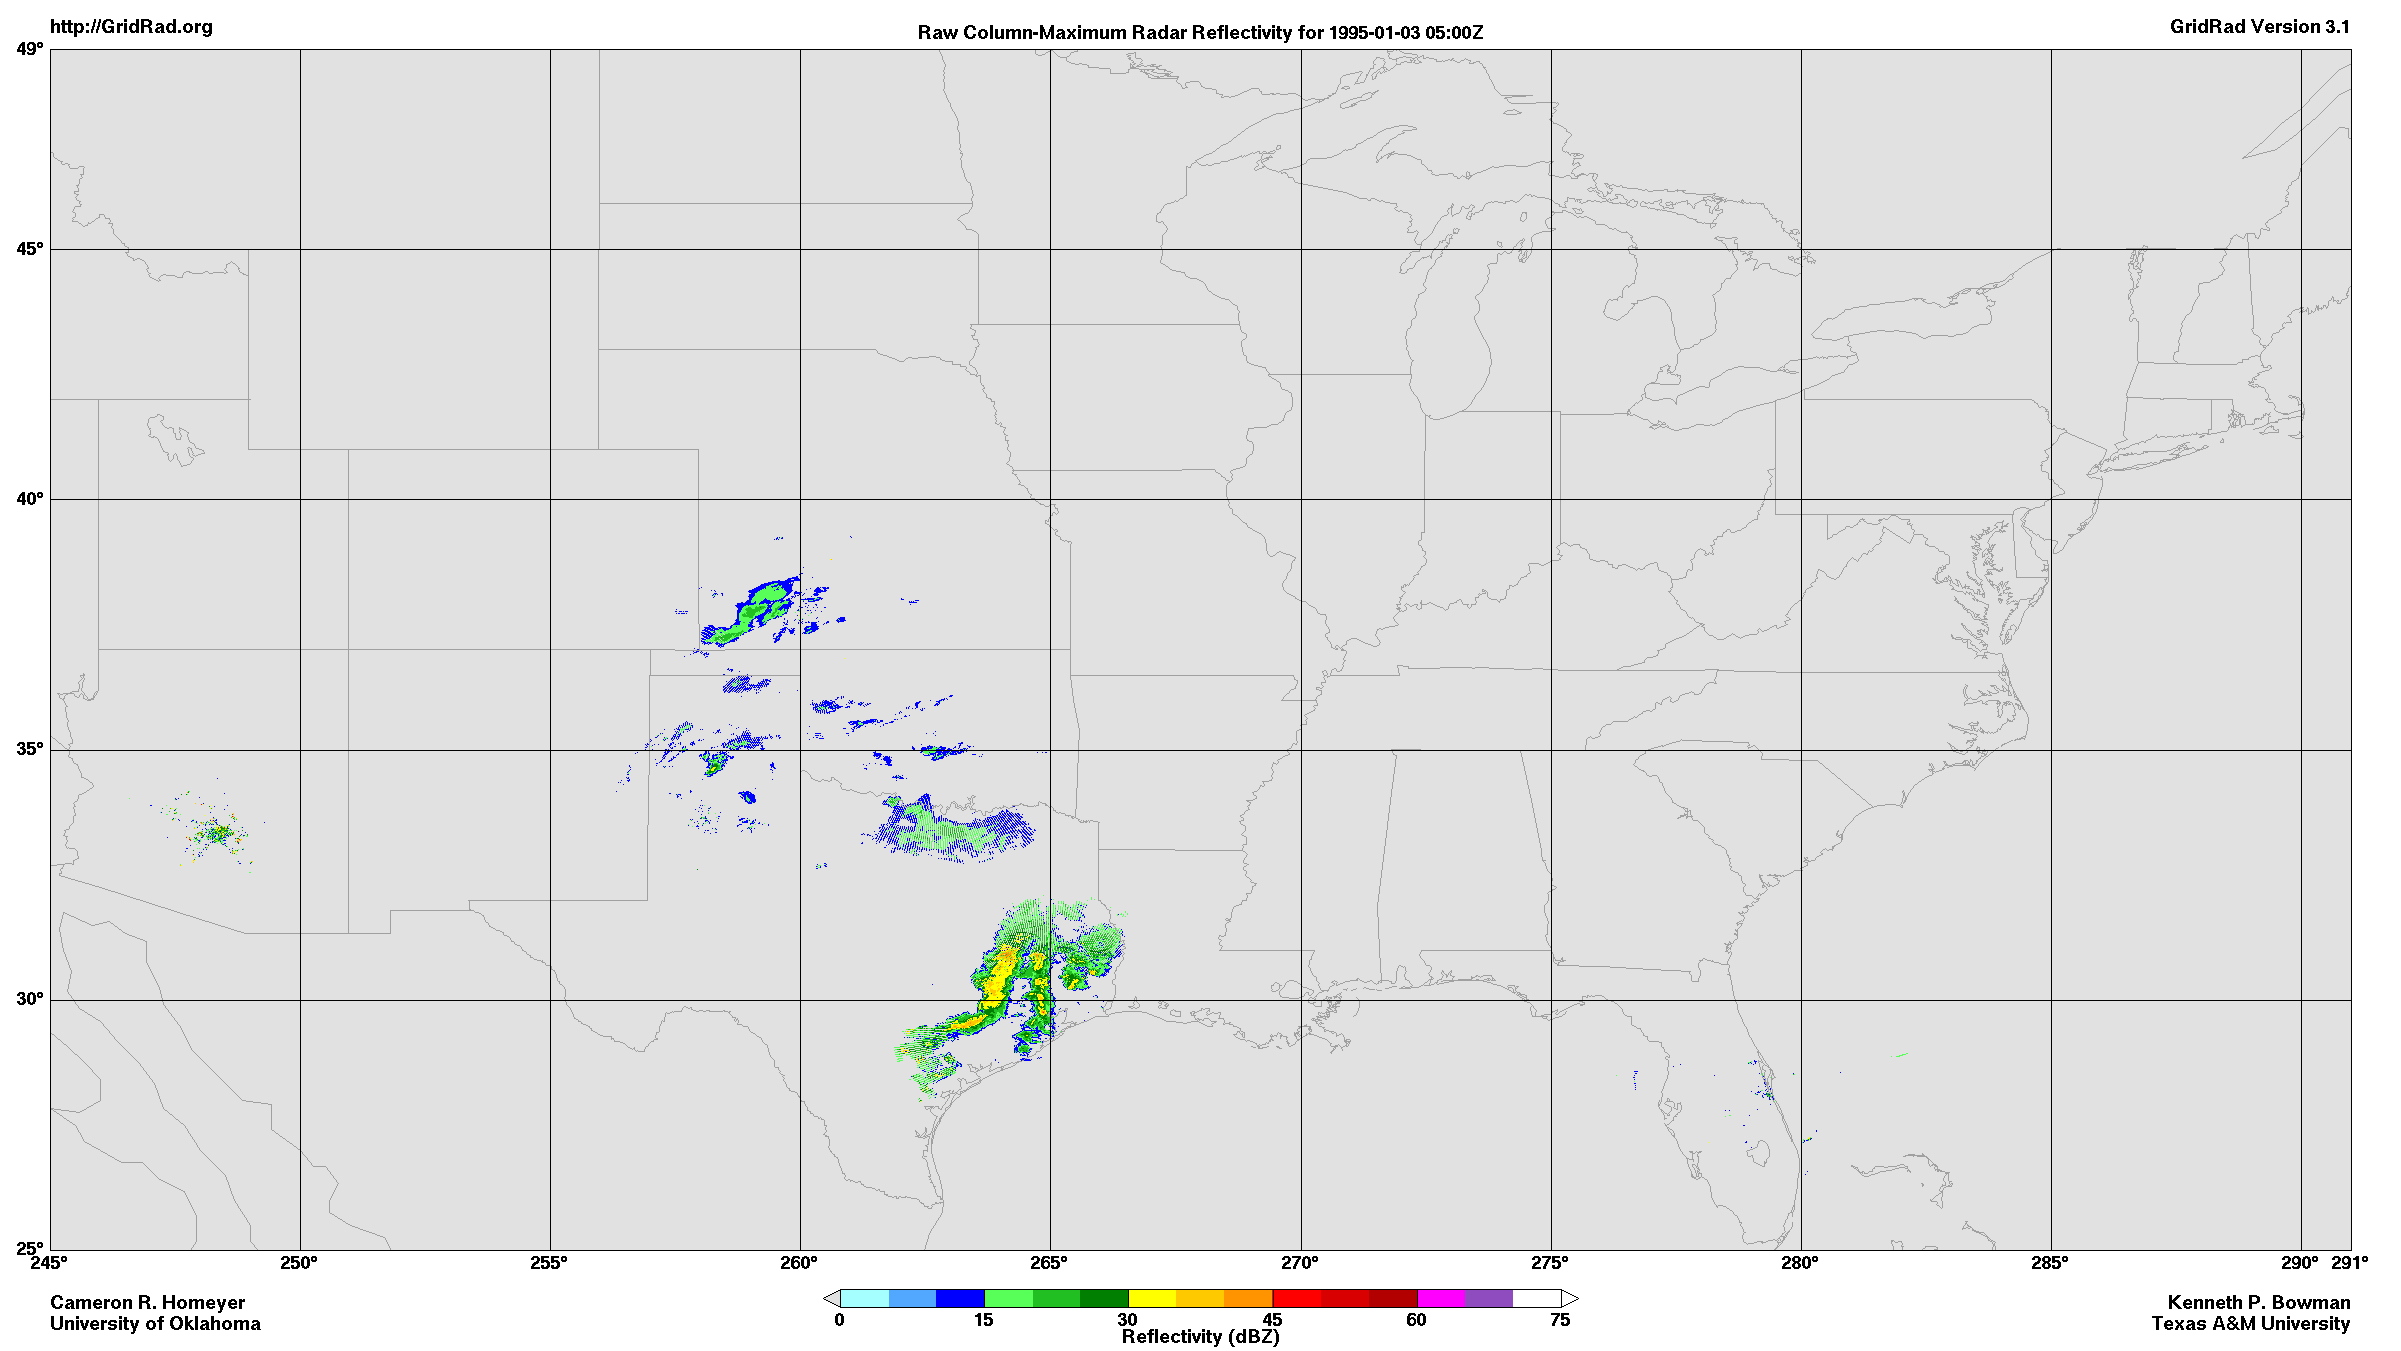 http://GridRad.org
Raw Column-Maximum Radar Reflectivity for 1995-01-03 05:00Z
GridRad Version 3.1
49°
45°
40°
35°
30°
25°
245°
250°
255°
260°
265°
270°
275°
280°
285°
290°
291°
0
15
30
45
60
75
Reflectivity (dBZ)
Cameron R. Homeyer
University of Oklahoma
Kenneth P. Bowman
Texas A&M University